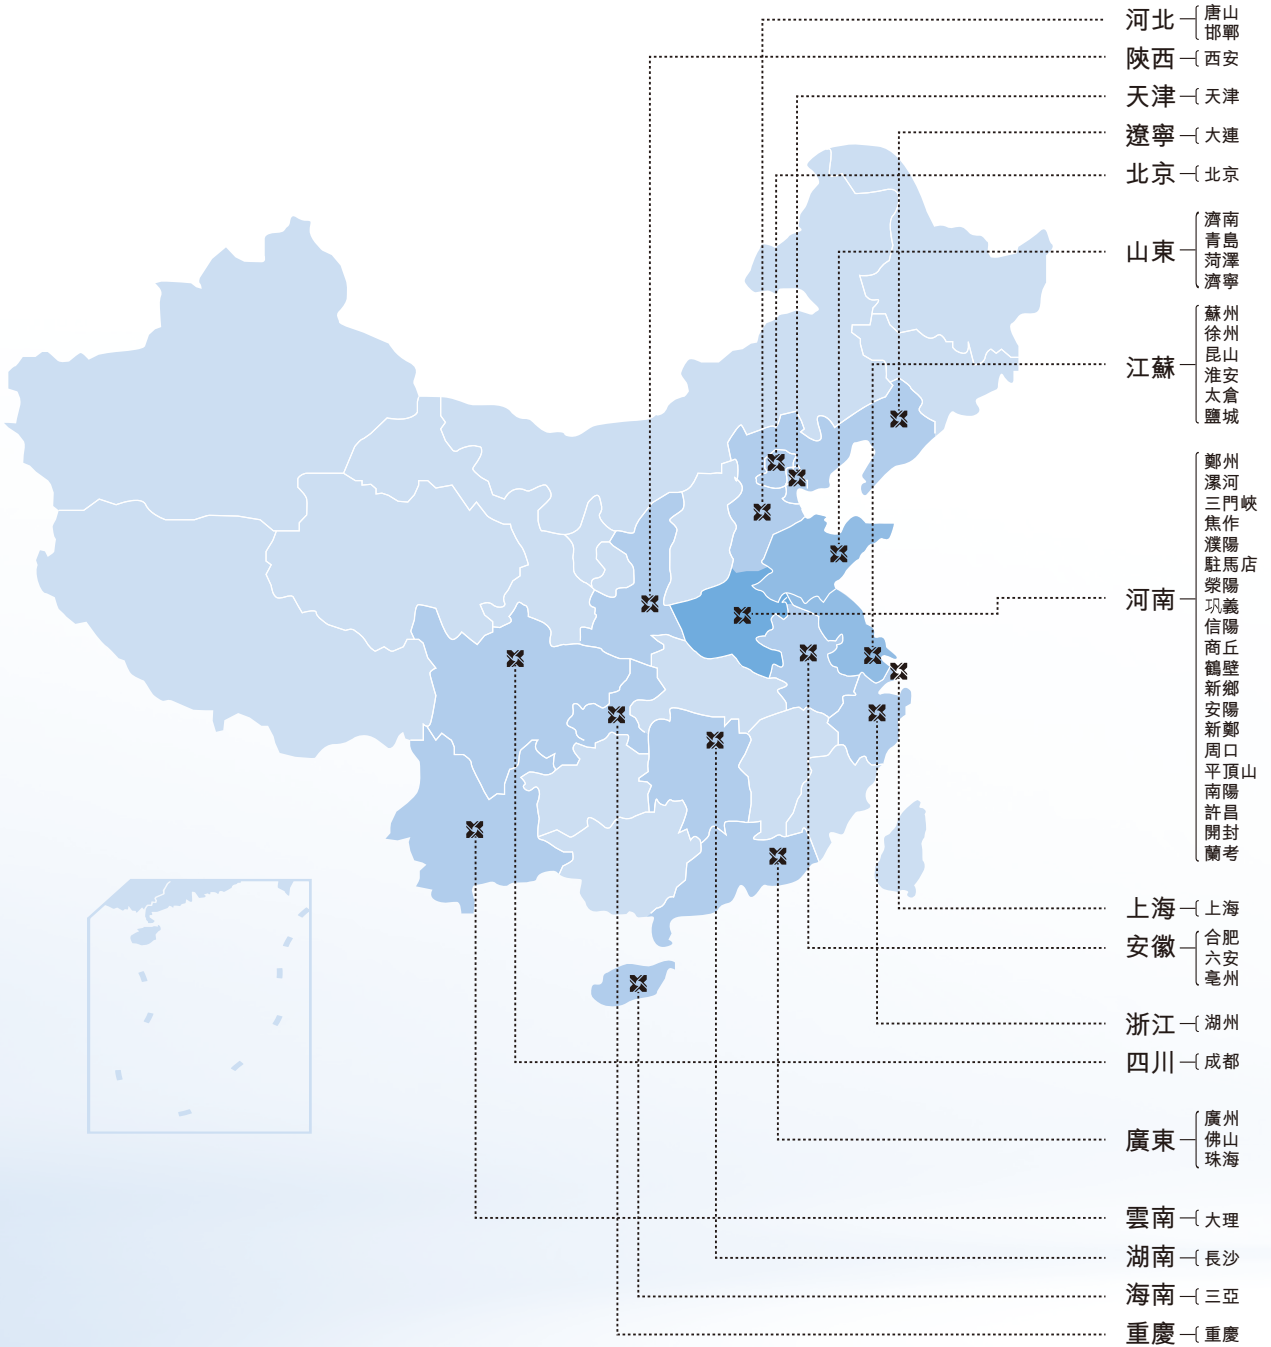 河北
唐山
邯鄲
陝西
西安
天津
天津
遼寧
大連
北京
北京
山東
濟南
青島
菏澤
濟寧
江蘇
蘇州
徐州
昆山
淮安
太倉
鹽城
河南
鄭州
漯河
三門峽
焦作
濮陽
駐馬店
滎陽
巩義
信陽
商丘
鶴壁
新鄉
安陽
新鄭
周口
平頂山
南陽
許昌
開封
蘭考
上海
上海
安徽
合肥
六安
亳州
浙江
湖州
四川
成都
廣東
廣州
佛山
珠海
雲南
大理
湖南
長沙
海南
三亞
重慶
重慶